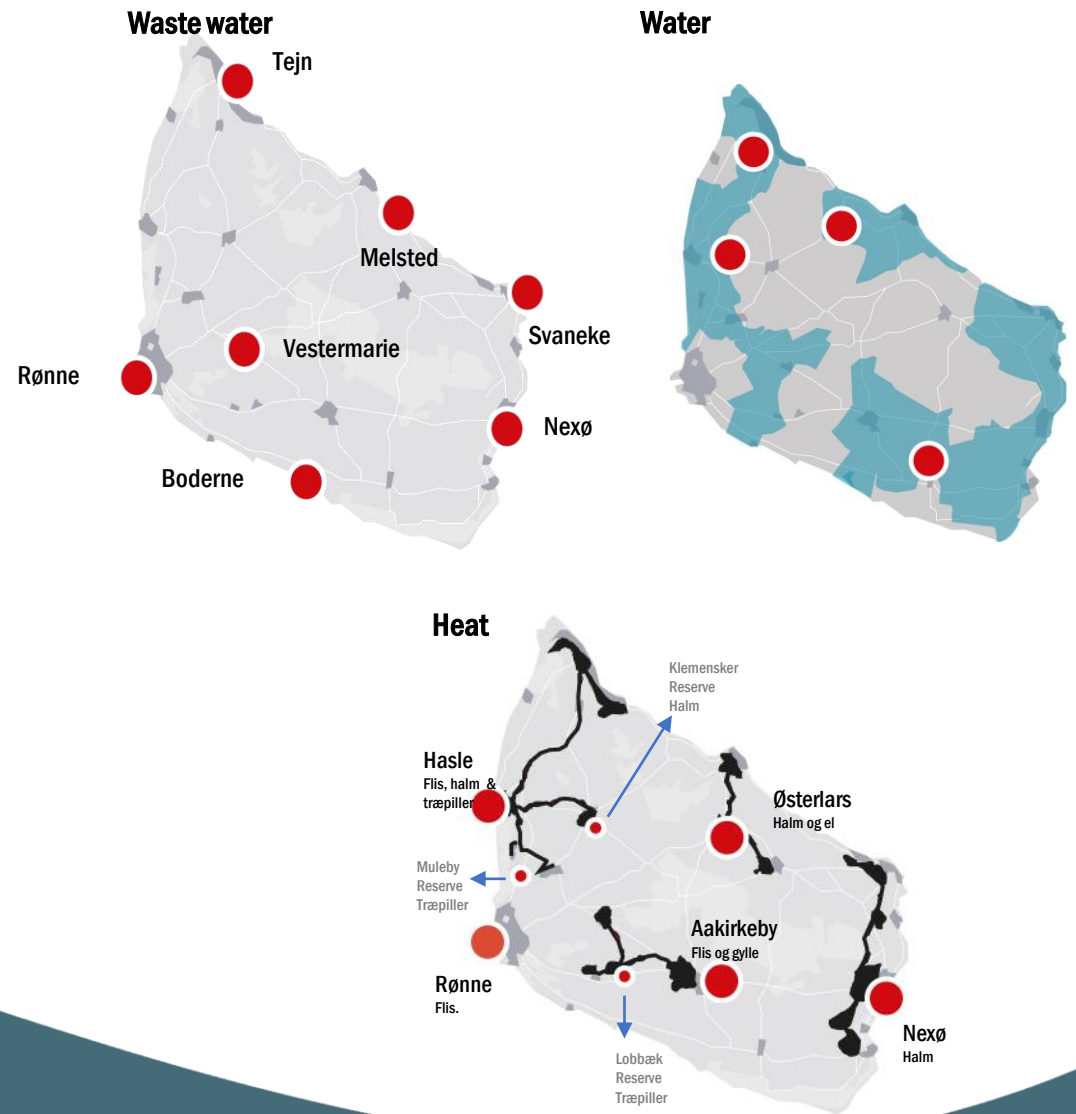 Waste water
Tejn
Melsted
Svaneke
Vestermarie
Rønne
Nexø
Boderne
Water
Heat
Klemensker
Reserve
Halm
Hasle
Flis, halm &
træpiller
Østerlars
Halm og el
Muleby
Reserve
Træpiller
Aakirkeby
Flis og gylle
Rønne
Flis.
Nexø
Halm
Lobbæk
Reserve
Træpiller